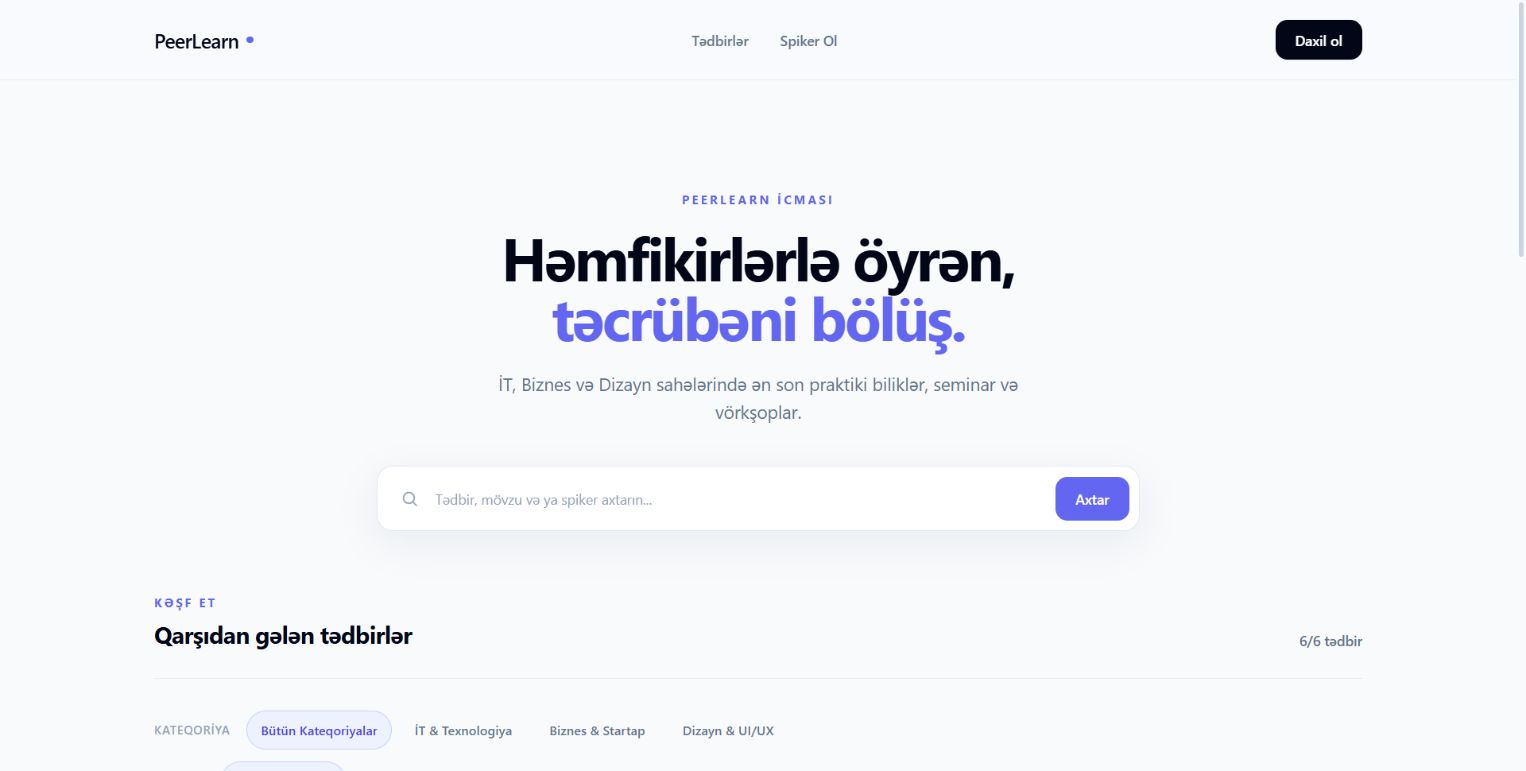 PeerLearn
Tədbirlər
Spiker Ol
Daxil ol
PEERLEARN İCMASI
Həmfikirlərlə öyrən,
təcrübəni bölüş.
İT, Biznes və Dizayn sahələrində ən son praktiki biliklər, seminar və
vörkşoplar.
Tədbir, mövzu və ya spiker axtarın...
Axtar
KƏŞF ET
Qarşıdan gələn tədbirlər
6/6 tədbir
KATEQORİYA
Bütün Kateqoriyalar
İT & Texnologiya
Biznes & Startap
Dizayn & UI/UX